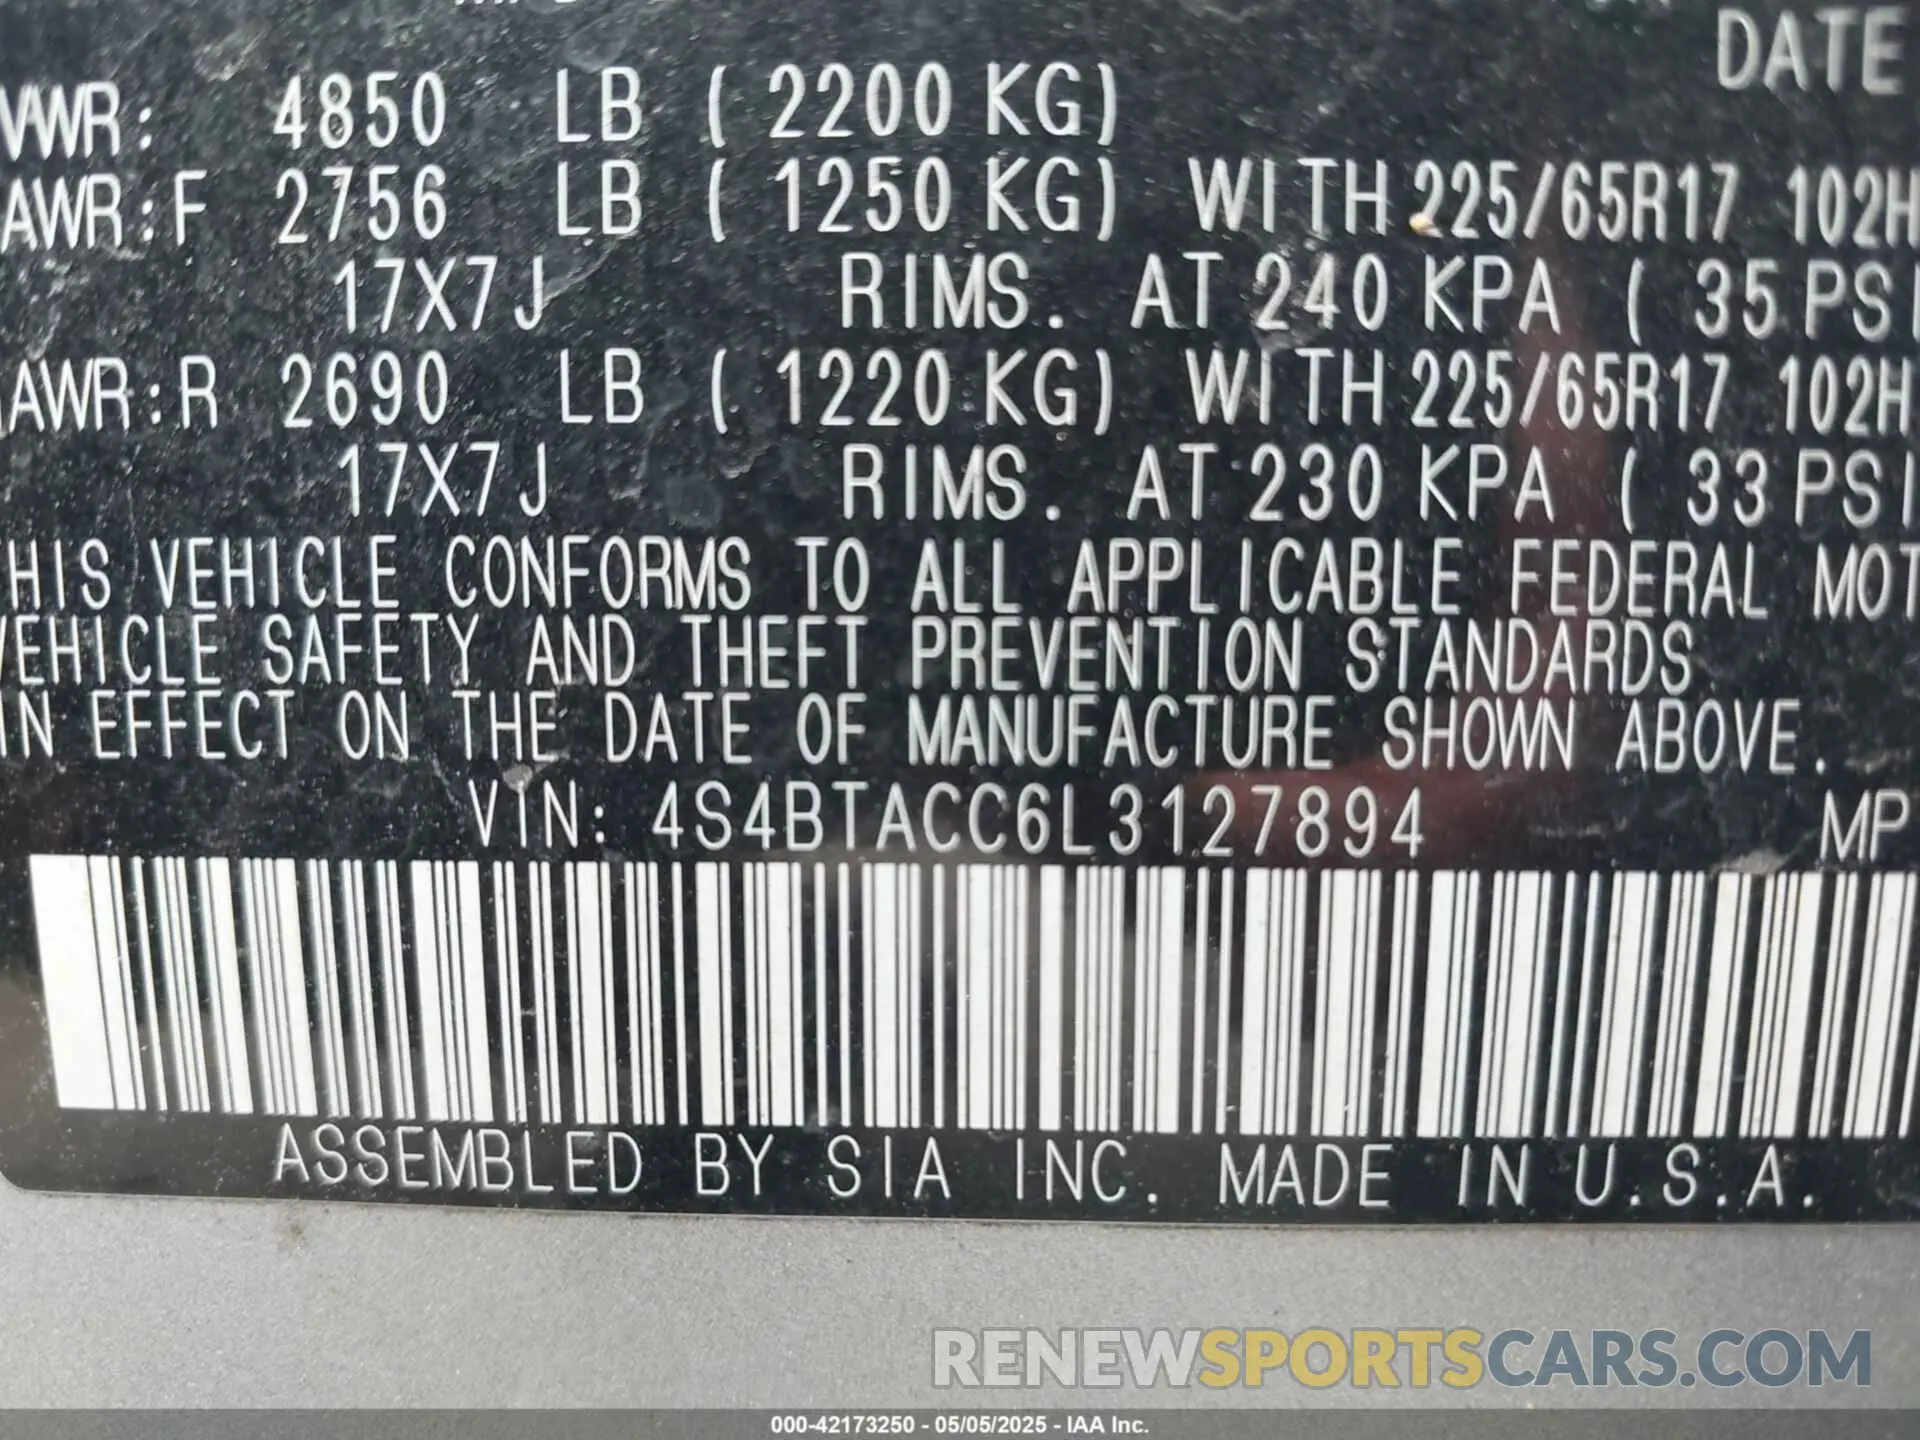 DATE
VWR: 4850 LB ( 2200 KG)
AWR:F 2756 LB ( 1250 KG) WITH 225/65R17 102H
17X7J RIMS. AT 240 KPA ( 35 PSI
AWR:R 2690 LB ( 1220 KG) WITH 225/65R17 102H
17X7J RIMS. AT 230 KPA ( 33 PSI
HIS VEHICLE CONFORMS TO ALL APPLICABLE FEDERAL MOT
VEHICLE SAFETY AND THEFT PREVENTION STANDARDS
IN EFFECT ON THE DATE OF MANUFACTURE SHOWN ABOVE.
VIN: 4S4BTACC6L3127894 MP
ASSEMBLED BY SIA INC. MADE IN U.S.A.
RENEWSPORTSCARS.COM
000-42173250 - 05/05/2025 - IAA Inc.